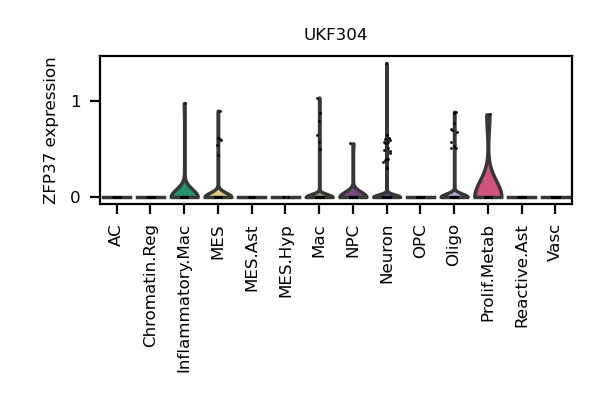 UKF304
ZFP37 expression
1
0
AC
Chromatin.Reg
Inflammatory.Mac
MES
MES.Ast
MES.Hyp
Mac
NPC
Neuron
OPC
Oligo
Prolif.Metab
Reactive.Ast
Vasc